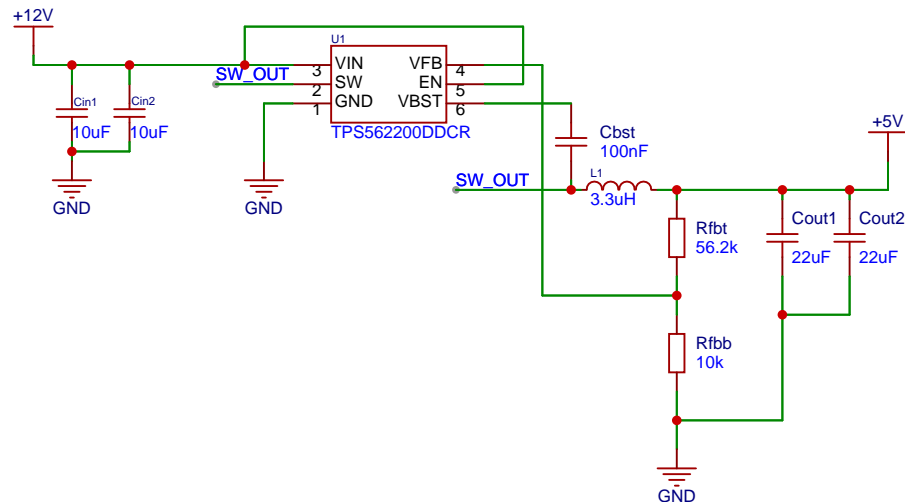 +12V
U1
VIN
VFB
3
4
SW_OUT
SW
EN
2
5
GND
VBST
1
6
TPS562200DDCR
Cin1
10uF
Cin2
10uF
GND
GND
Cbst
100nF
+5V
SW_OUT
L1
3.3uH
Rfbt
56.2k
Cout1
22uF
Cout2
22uF
Rfbb
10k
GND